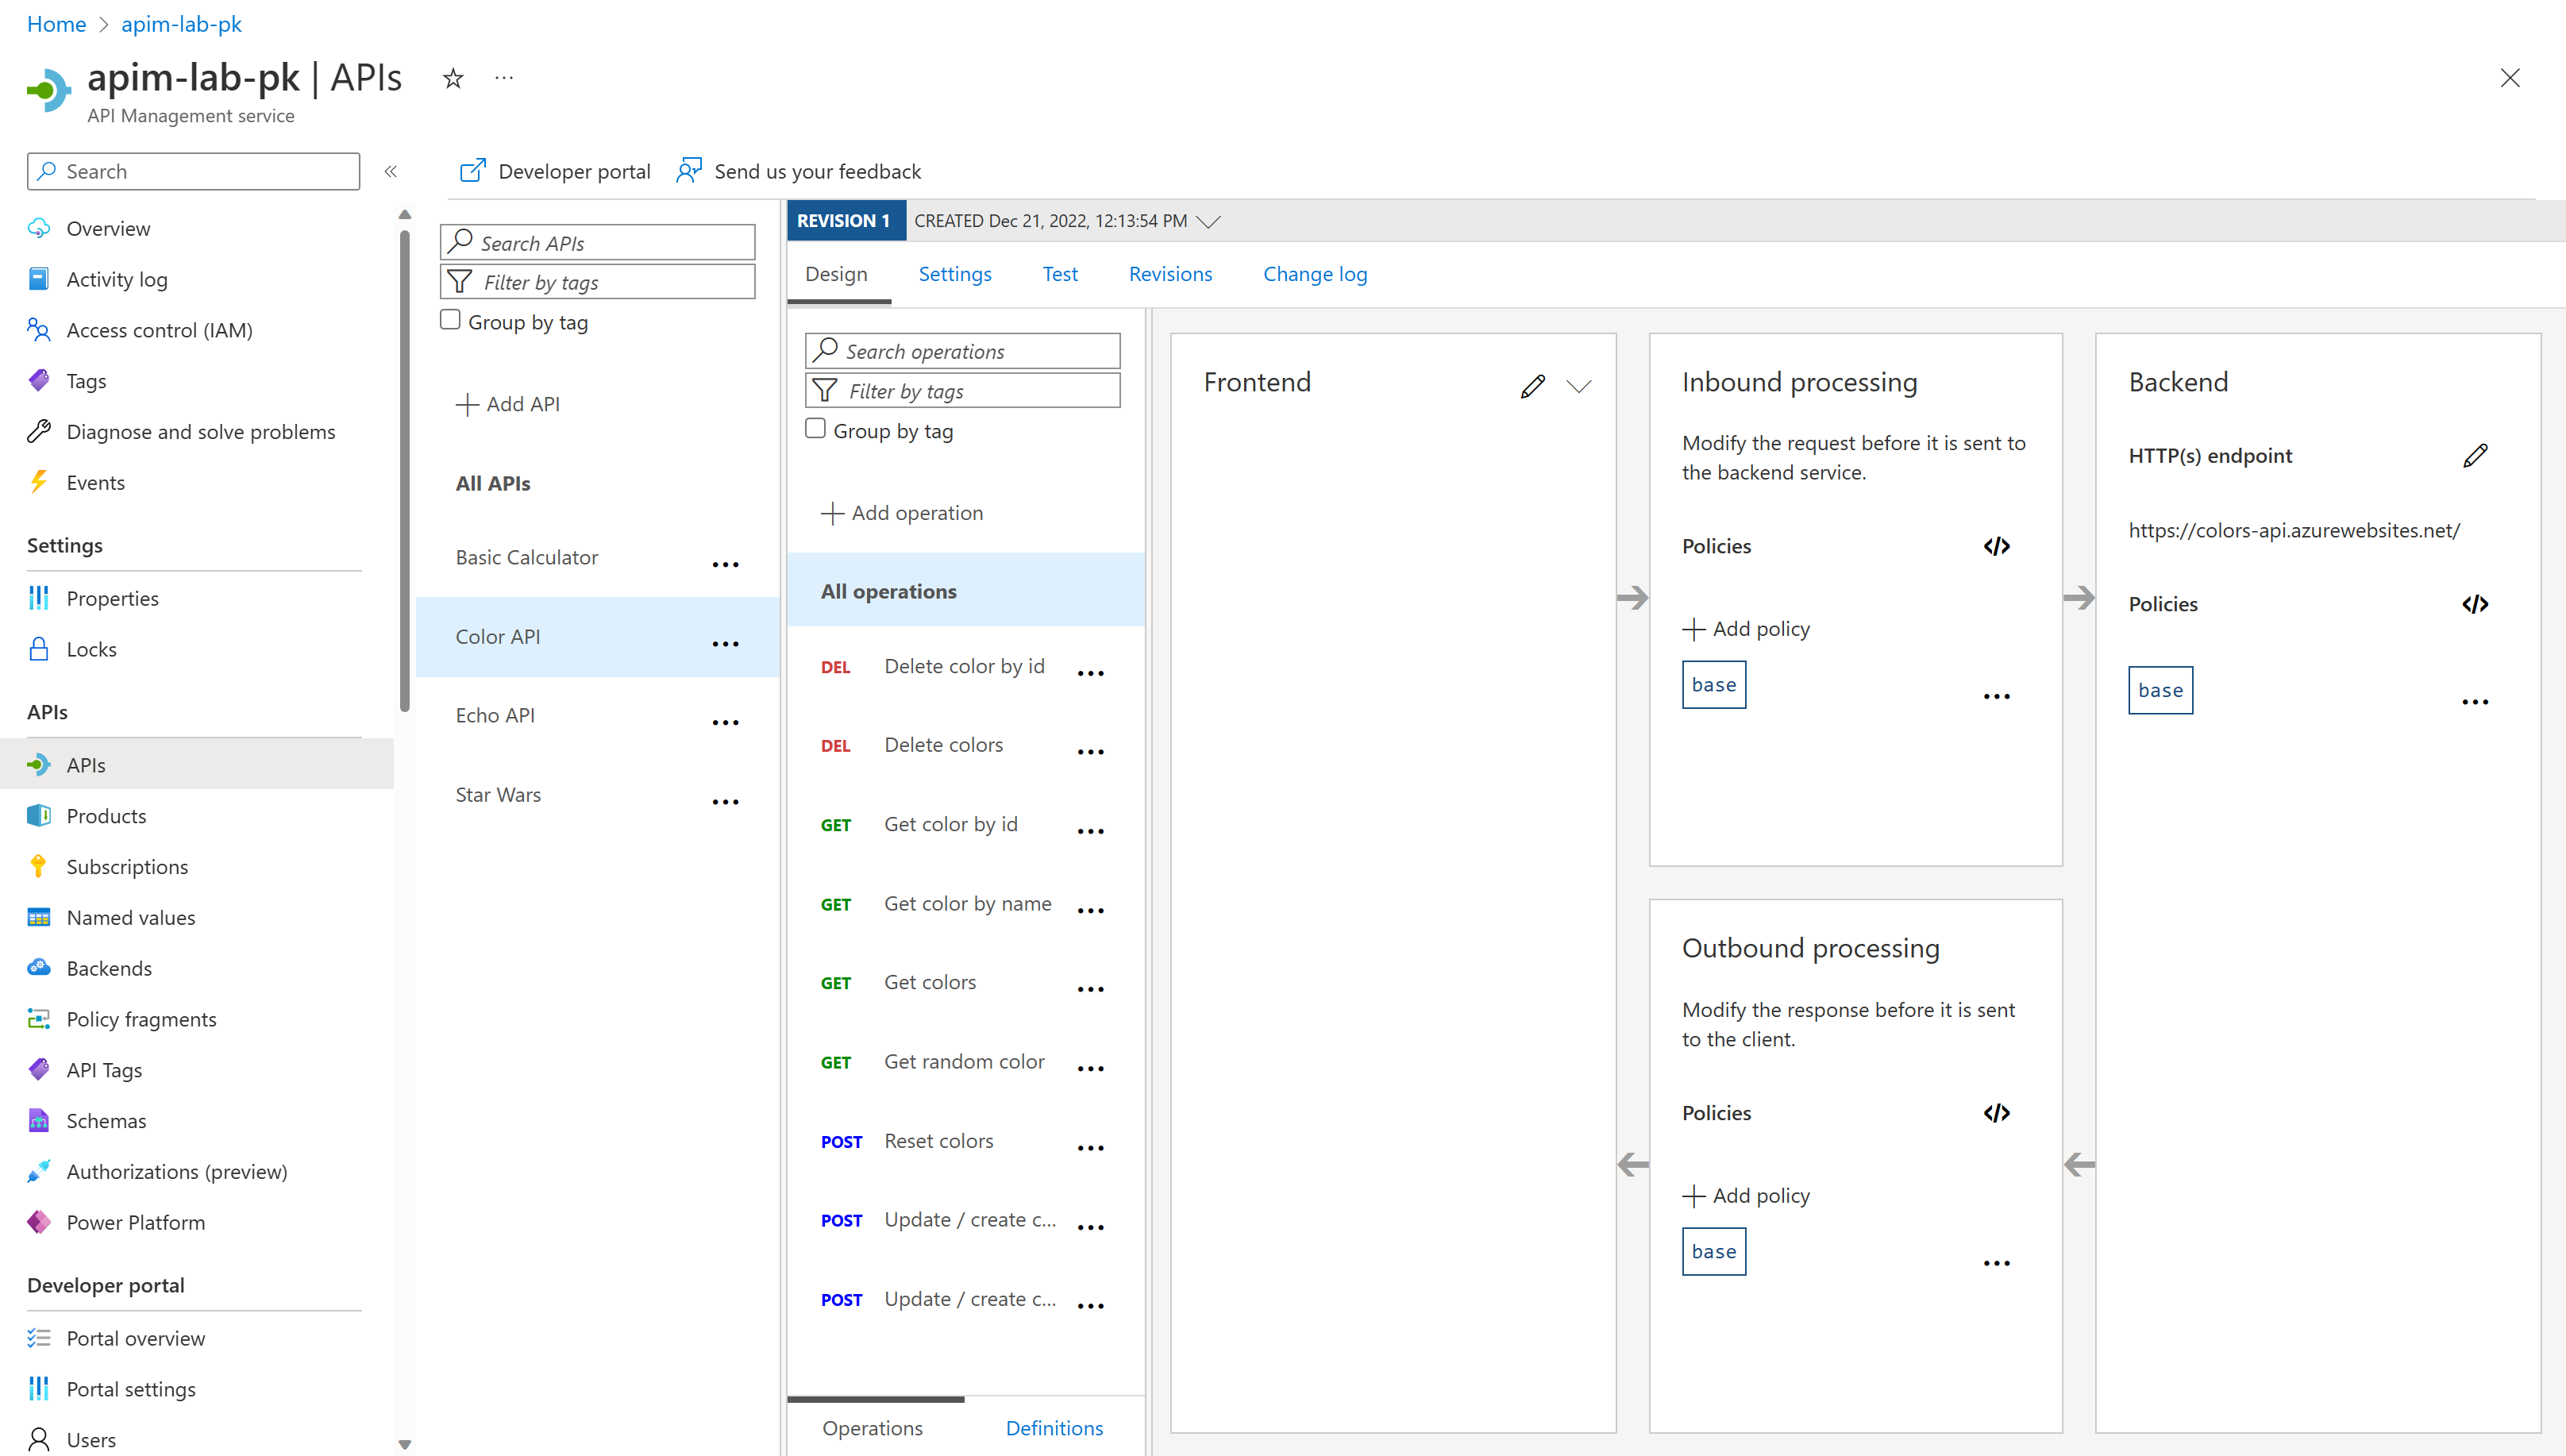 Home > apim-lab-pk
apim-lab-pk | APIs
API Management service
Search
Overview
Activity log
Access control (IAM)
Tags
Diagnose and solve problems
Events
Settings
Properties
Locks
APIs
APIs
Products
Subscriptions
Named values
Backends
Policy fragments
API Tags
Schemas
Authorizations (preview)
Power Platform
Developer portal
Portal overview
Portal settings
Users
Developer portal
Send us your feedback
Search APIs
Filter by tags
Group by tag
Add API
All APIs
Basic Calculator
Color API
Echo API
Star Wars
REVISION 1 CREATED Dec 21, 2022, 12:13:54 PM
Design Settings Test Revisions Change log
Search operations
Filter by tags
Group by tag
Add operation
All operations
DEL Delete color by id
DEL Delete colors
GET Get color by id
GET Get color by name
GET Get colors
GET Get random color
POST Reset colors
POST Update / create c...
POST Update / create c...
Operations Definitions
Frontend
Inbound processing
Modify the request before it is sent to
the backend service.
Policies </>
Add policy
base
Outbound processing
Modify the response before it is sent
to the client.
Policies </>
Add policy
base
Backend
HTTP(s) endpoint
https://colors-api.azurewebsites.net/
Policies </>
base